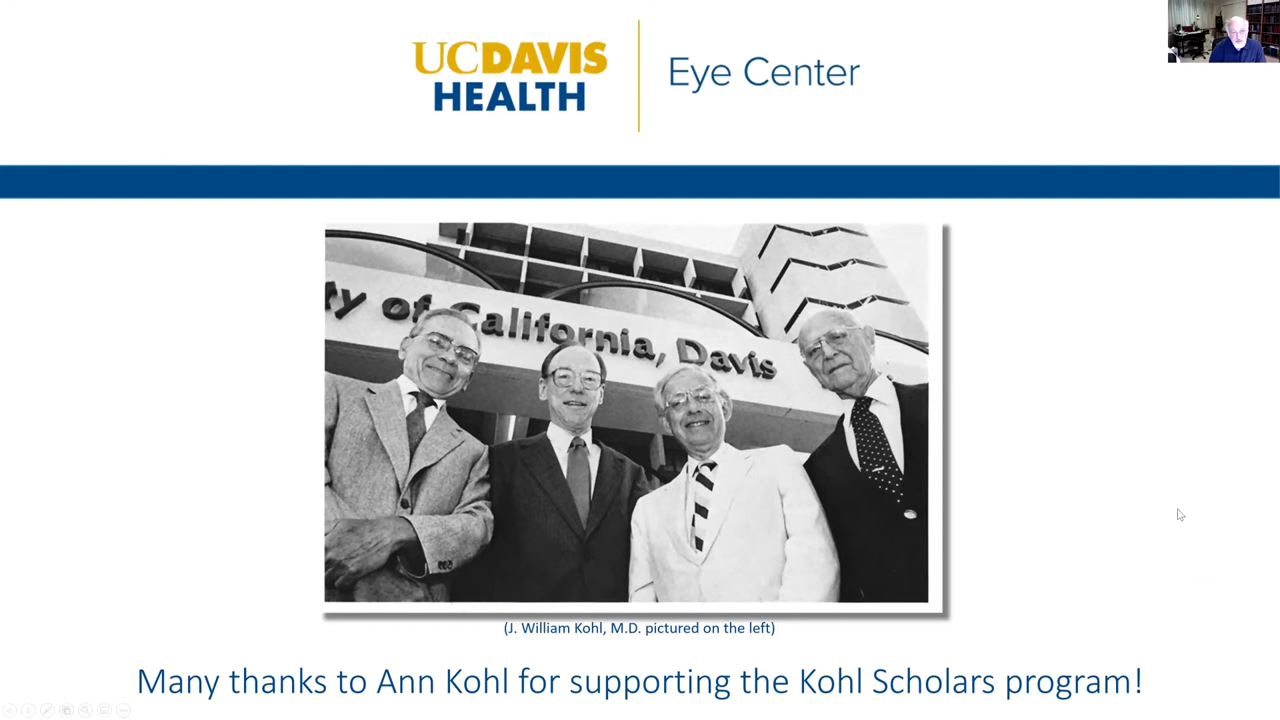 UCDAVIS
HEALTH
Eye Center
ty of California, Davis
(J. William Kohl, M.D. pictured on the left)
Many thanks to Ann Kohl for supporting the Kohl Scholars program!